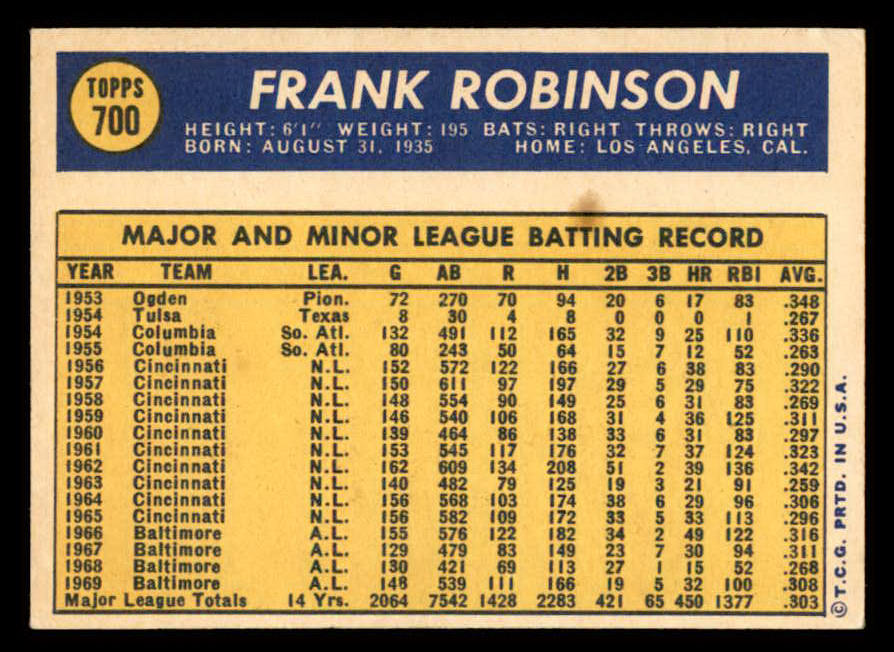 TOPPS
700
FRANK ROBINSON
HEIGHT: 6'1" WEIGHT: 195 BATS: RIGHT THROWS: RIGHT
BORN: AUGUST 31, 1935 HOME: LOS ANGELES, CAL.
MAJOR AND MINOR LEAGUE BATTING RECORD
YEAR TEAM LEA. G AB R H 2B 3B HR RBI AVG.
1953 Ogden Pion. 72 270 70 94 20 6 17 83 .348
1954 Tulsa Texas 8 30 4 8 0 0 0 1 .267
1954 Columbia So. Atl. 132 491 112 165 32 9 25 110 .336
1955 Columbia So. Atl. 80 243 50 64 15 7 12 52 .263
1956 Cincinnati N.L. 152 572 122 166 27 6 38 83 .290
1957 Cincinnati N.L. 150 611 97 197 29 5 29 75 .322
1958 Cincinnati N.L. 148 554 90 149 25 6 31 83 .269
1959 Cincinnati N.L. 146 540 106 168 31 4 36 125 .311
1960 Cincinnati N.L. 139 464 86 138 33 6 31 83 .297
1961 Cincinnati N.L. 153 545 117 176 32 7 37 124 .323
1962 Cincinnati N.L. 162 609 134 208 51 2 39 136 .342
1963 Cincinnati N.L. 140 482 79 125 19 3 21 91 .259
1964 Cincinnati N.L. 156 568 103 174 38 6 29 96 .306
1965 Cincinnati N.L. 156 582 109 172 33 5 33 113 .296
1966 Baltimore A.L. 155 576 122 182 34 2 49 122 .316
1967 Baltimore A.L. 129 479 83 149 23 7 30 94 .311
1968 Baltimore A.L. 130 421 69 113 27 1 15 52 .268
1969 Baltimore A.L. 148 539 111 166 19 5 32 100 .308
Major League Totals 14 Yrs. 2064 7542 1428 2283 421 65 450 1377 .303
© T.C.G. PRTD. IN U.S.A.